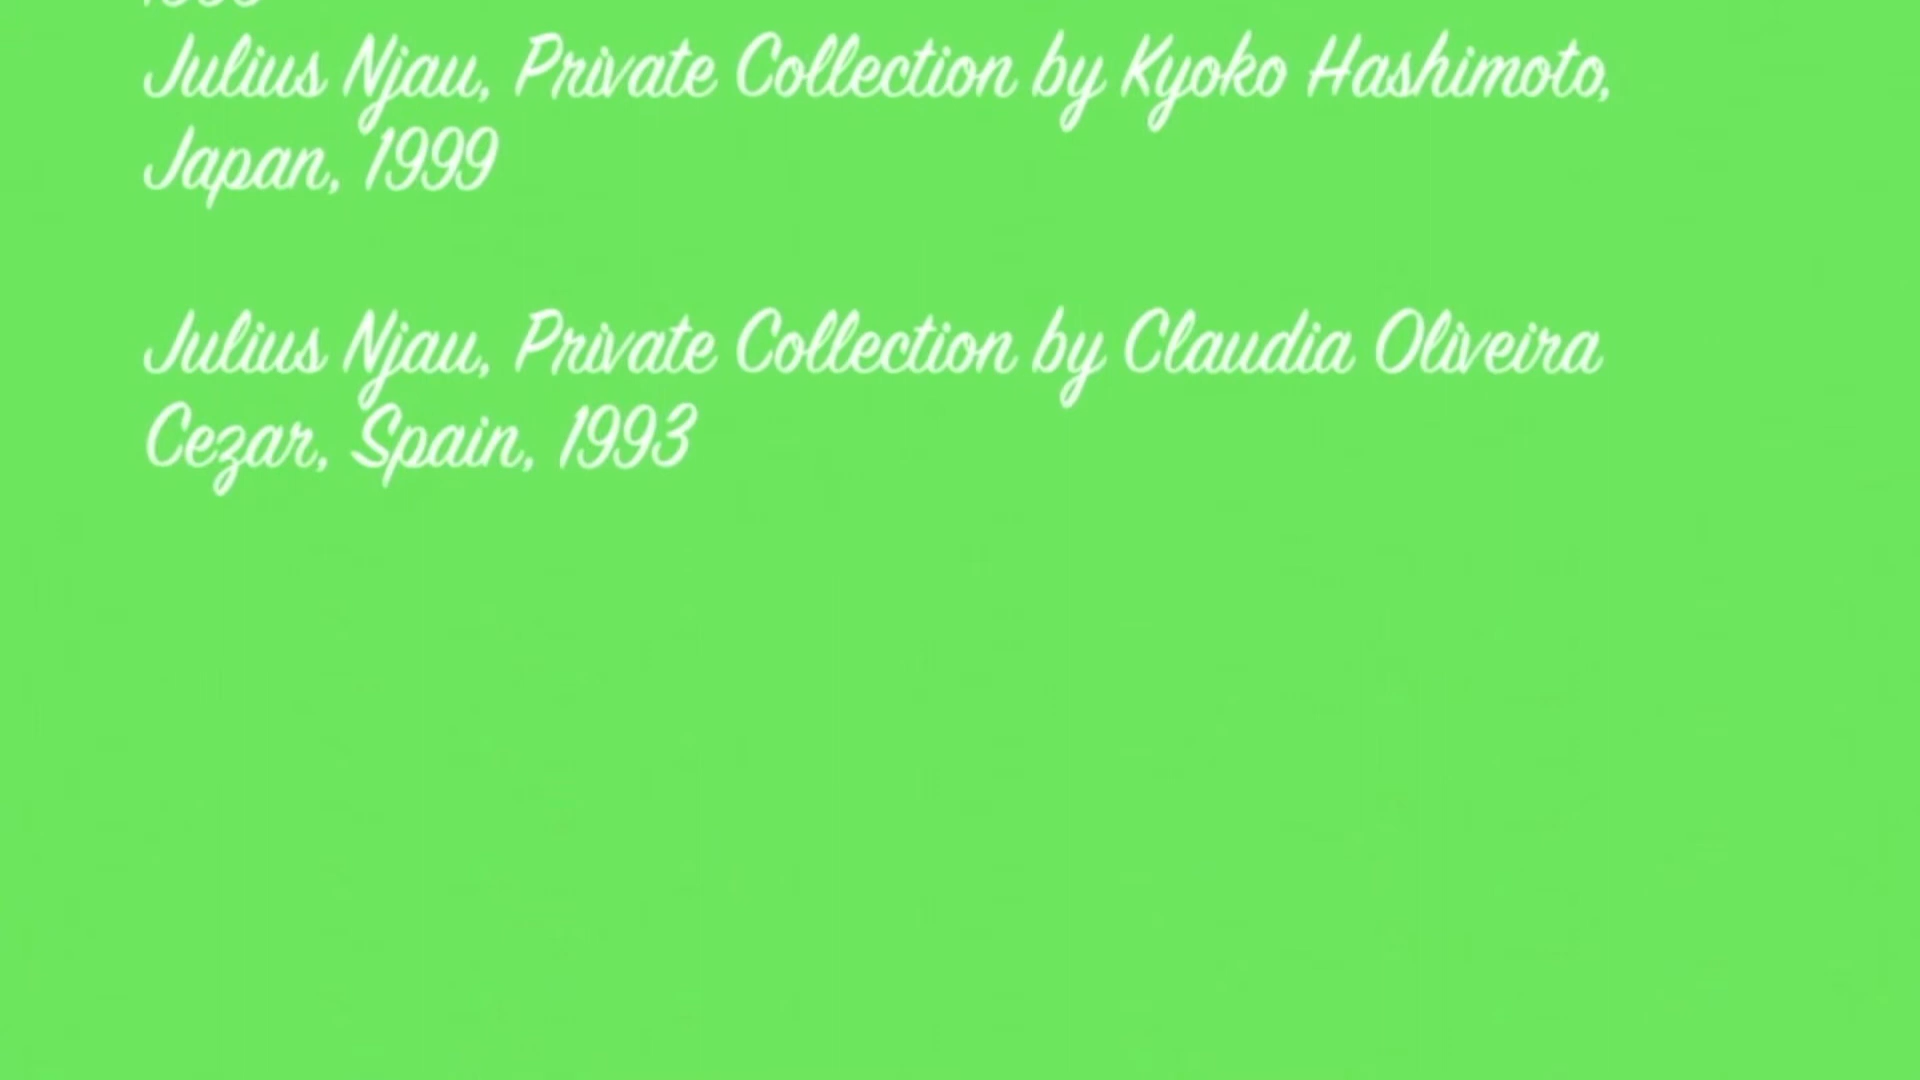 Julius Njau, Private Collection by Kyoko Hashimoto,
Japan, 1999
Julius Njau, Private Collection by Claudia Oliveira
Cezar, Spain, 1993